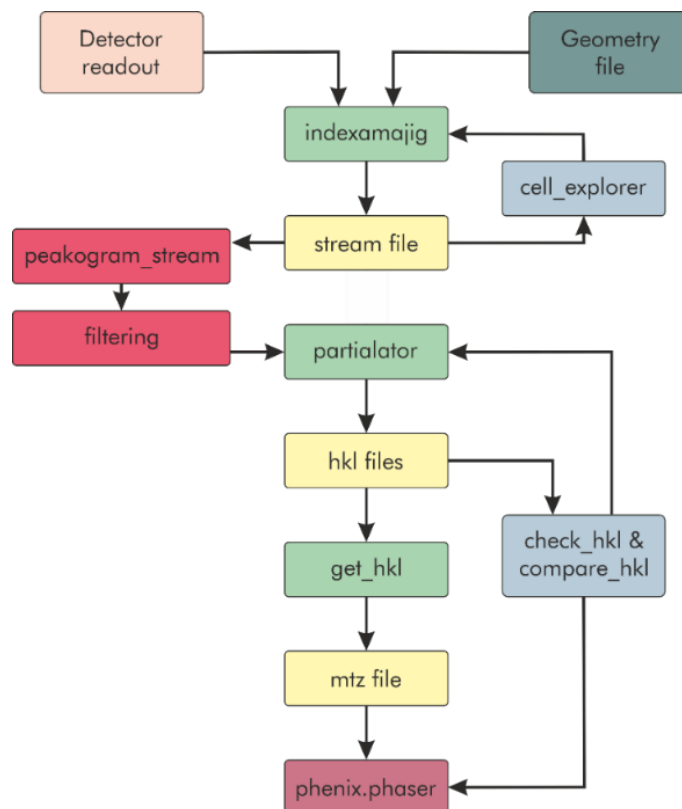 Detector
readout
Geometry
file
indexamajig
cell_explorer
stream file
peakogram_stream
filtering
partialator
hkl files
check_hkl &
compare_hkl
get_hkl
mtz file
phenix.phaser